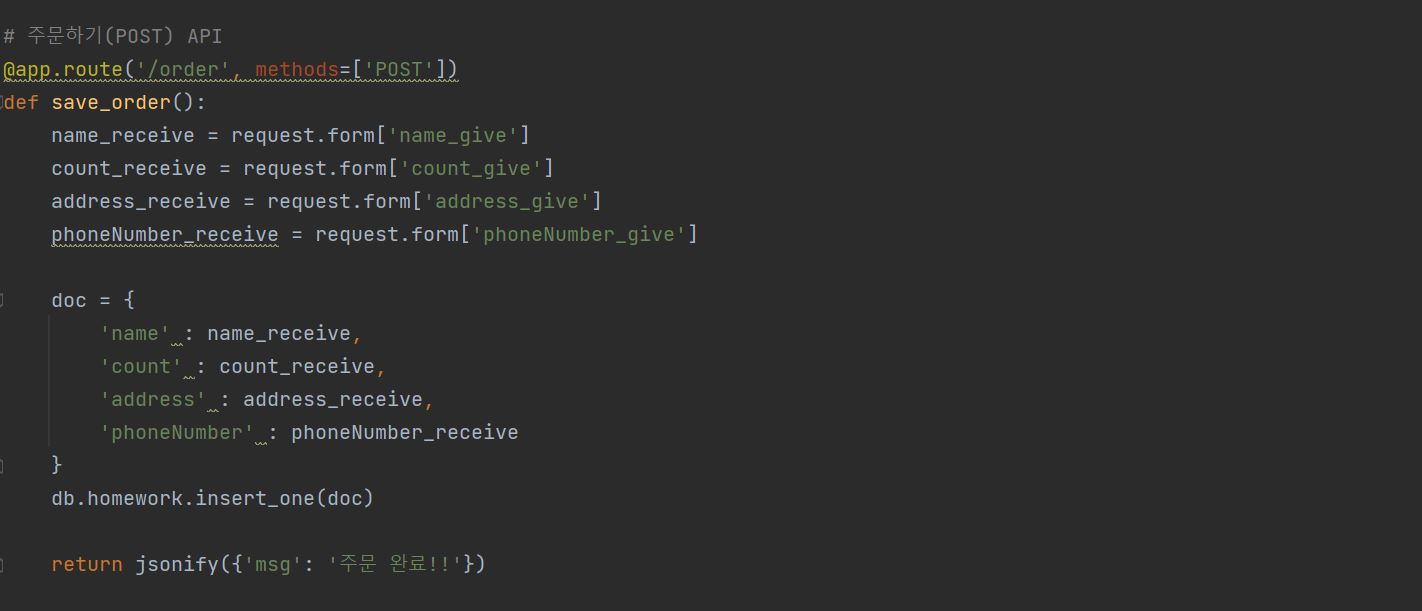 # 주문하기(POST) API
@app.route('/order', methods=['POST'])
def save_order():
    name_receive = request.form['name_give']
    count_receive = request.form['count_give']
    address_receive = request.form['address_give']
    phoneNumber_receive = request.form['phoneNumber_give']

    doc = {
        'name' : name_receive,
        'count' : count_receive,
        'address' : address_receive,
        'phoneNumber' : phoneNumber_receive
    }
    db.homework.insert_one(doc)

    return jsonify({'msg': '주문 완료!!'})